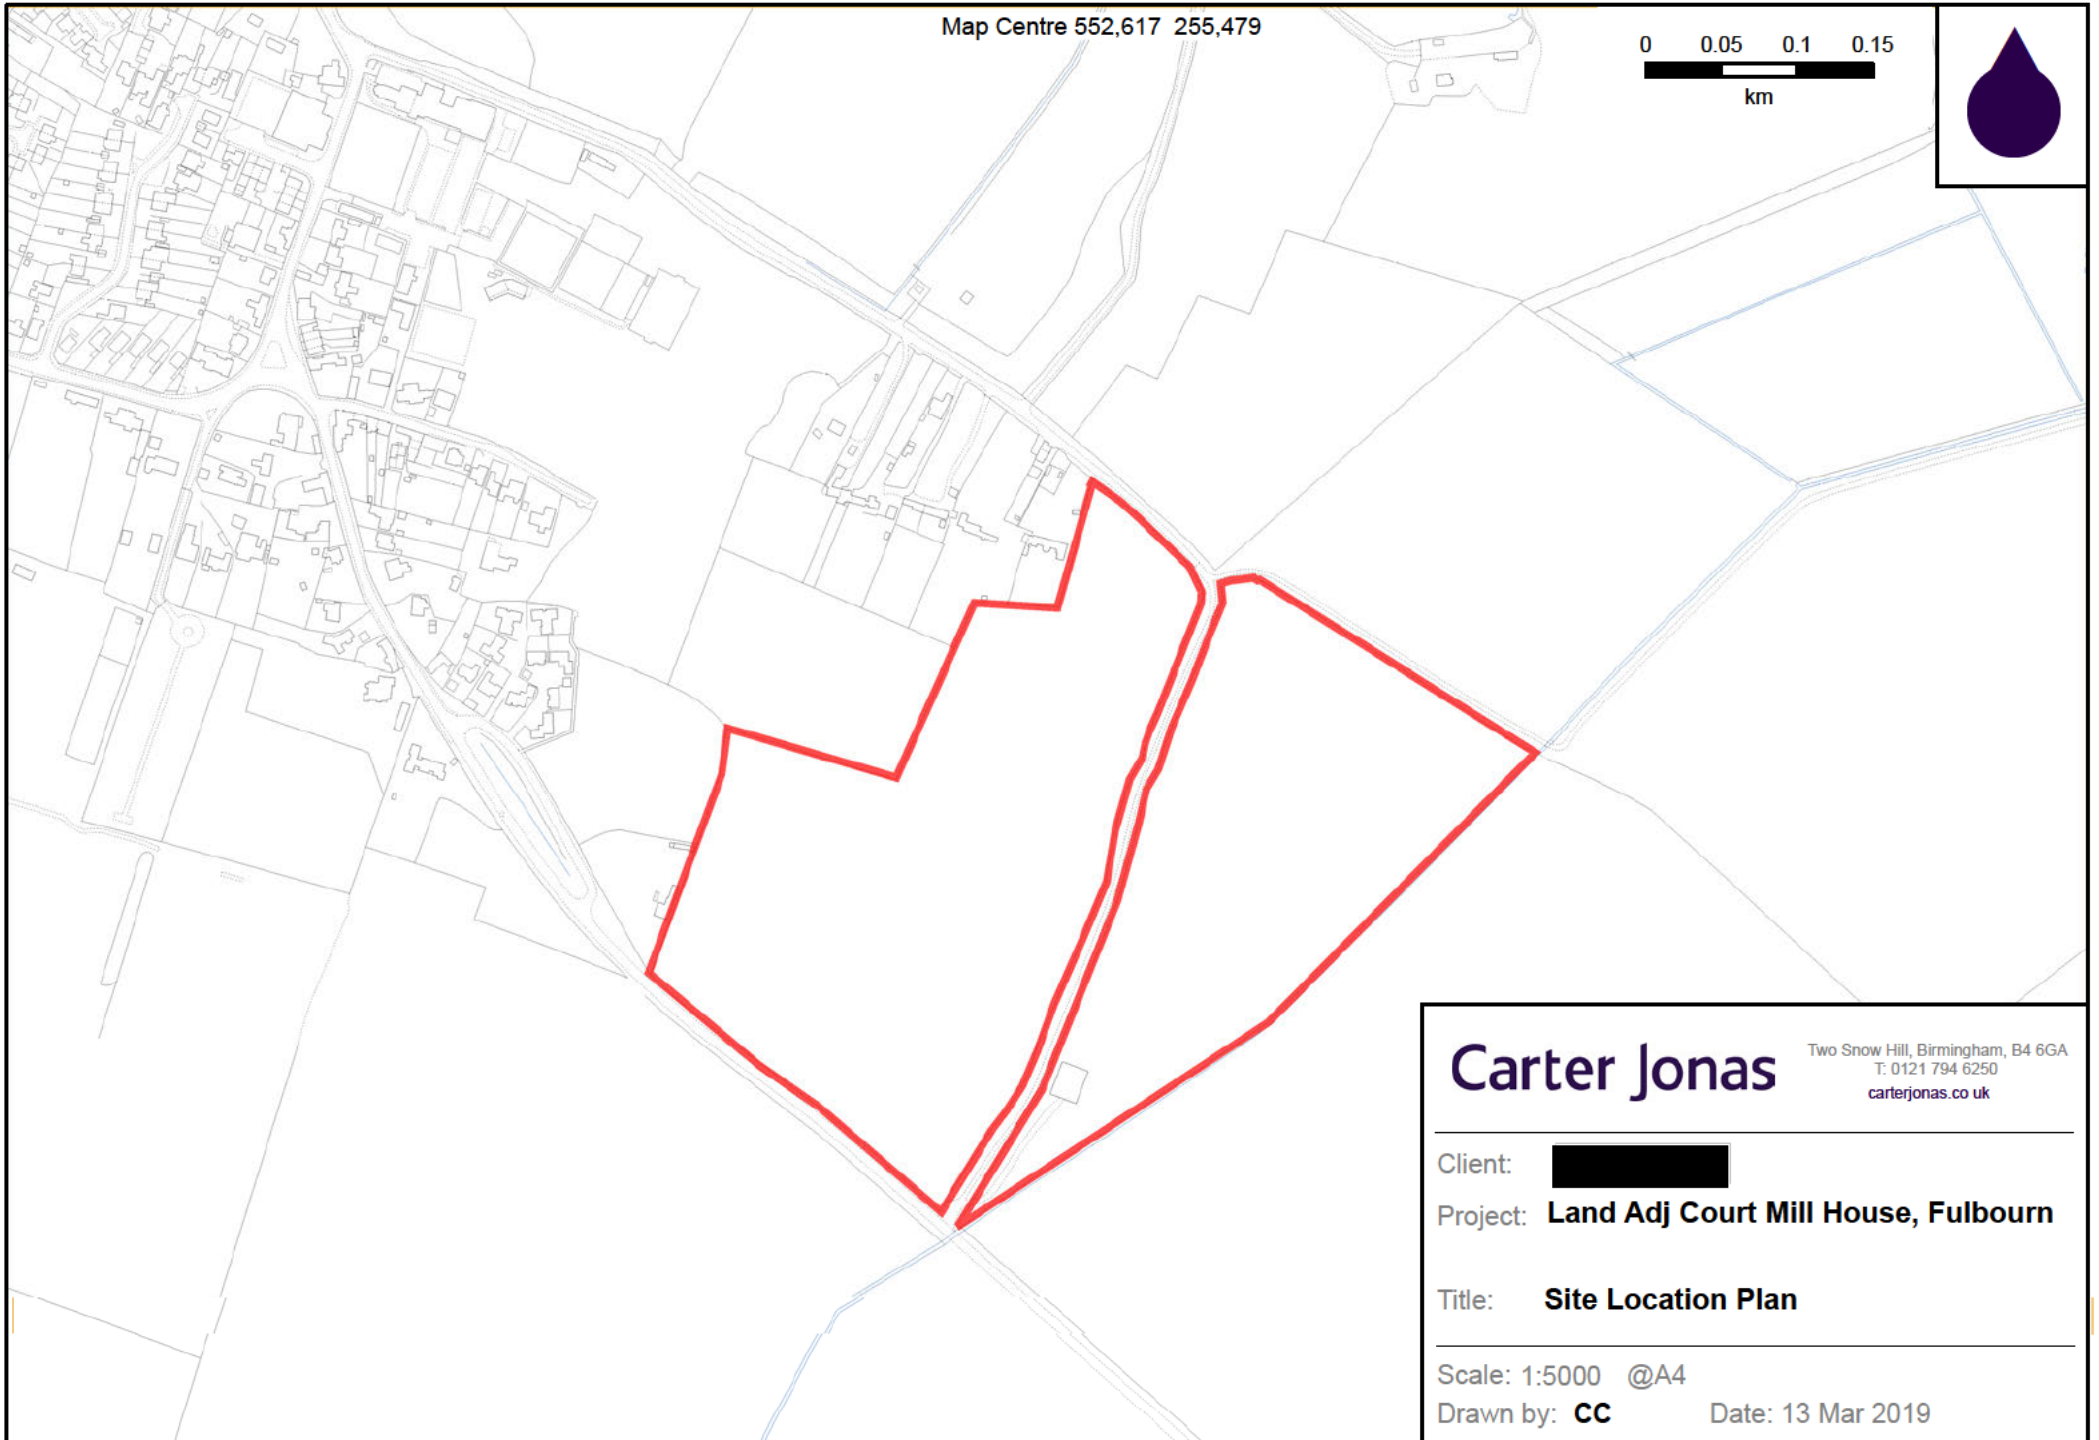 Map Centre 552,617 255,479
0 0.05 0.1 0.15
km
Carter Jonas
Two Snow Hill, Birmingham, B4 6GA
T: 0121 794 6250
carterjonas.co uk
Client:
Project: Land Adj Court Mill House, Fulbourn
Title: Site Location Plan
Scale: 1:5000 @A4
Drawn by: CC Date: 13 Mar 2019